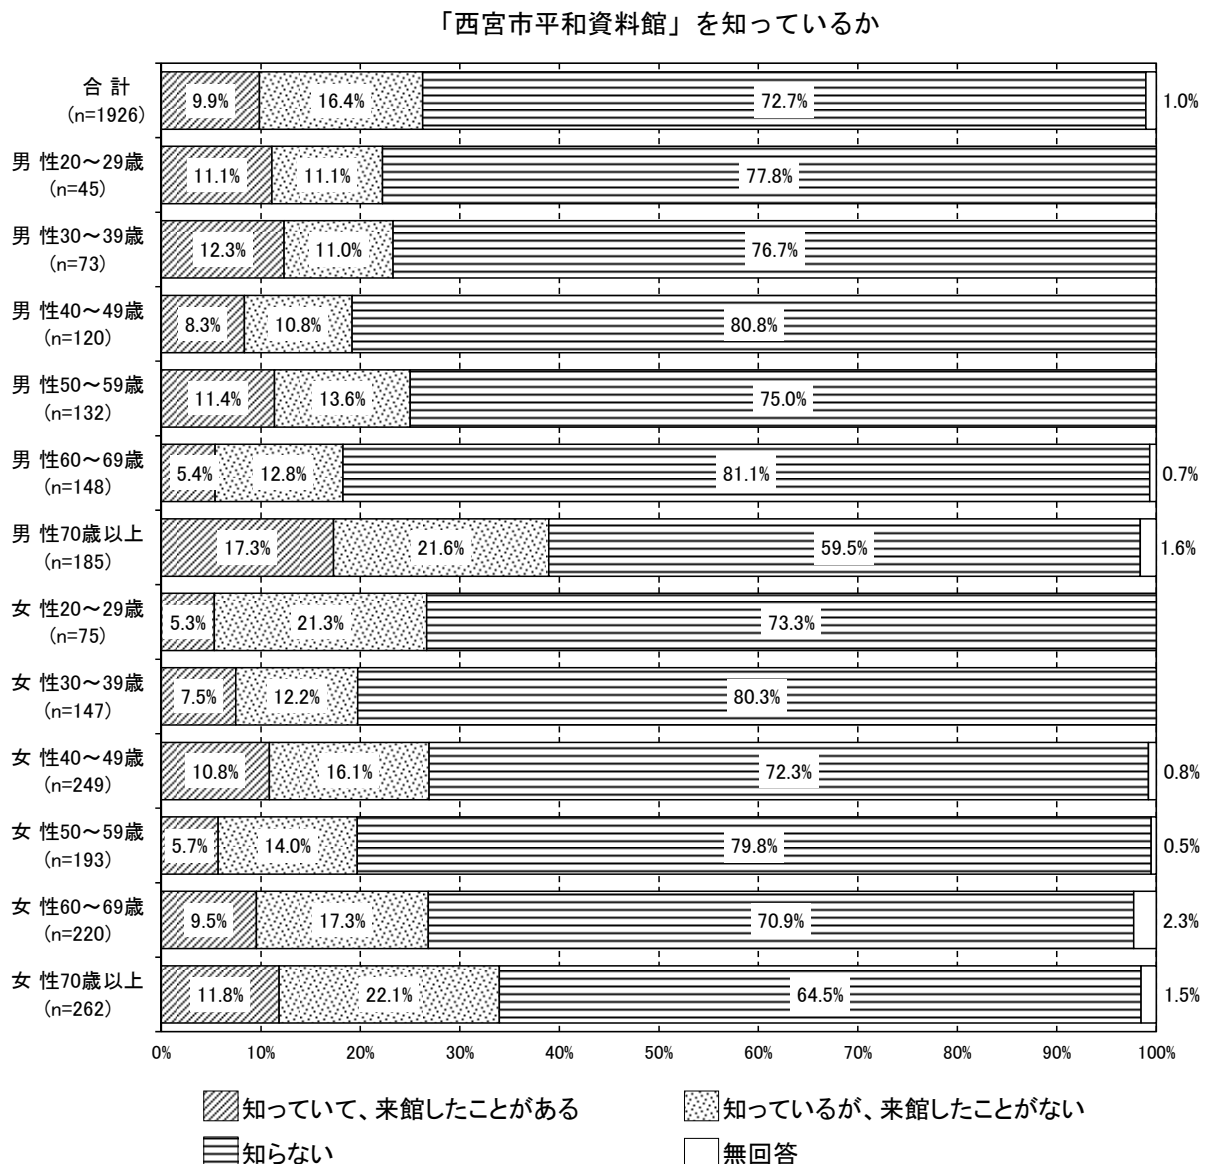 「西宮市平和資料館」を知っているか
合 計
(n=1926)
9.9% 16.4% 72.7% 1.0%
男 性20～29歳
(n=45)
11.1% 11.1% 77.8%
男 性30～39歳
(n=73)
12.3% 11.0% 76.7%
男 性40～49歳
(n=120)
8.3% 10.8% 80.8%
男 性50～59歳
(n=132)
11.4% 13.6% 75.0%
男 性60～69歳
(n=148)
5.4% 12.8% 81.1% 0.7%
男 性70歳以上
(n=185)
17.3% 21.6% 59.5% 1.6%
女 性20～29歳
(n=75)
5.3% 21.3% 73.3%
女 性30～39歳
(n=147)
7.5% 12.2% 80.3%
女 性40～49歳
(n=249)
10.8% 16.1% 72.3% 0.8%
女 性50～59歳
(n=193)
5.7% 14.0% 79.8% 0.5%
女 性60～69歳
(n=220)
9.5% 17.3% 70.9% 2.3%
女 性70歳以上
(n=262)
11.8% 22.1% 64.5% 1.5%
0% 10% 20% 30% 40% 50% 60% 70% 80% 90% 100%
知っていて、来館したことがある 知っているが、来館したことがない
知らない 無回答